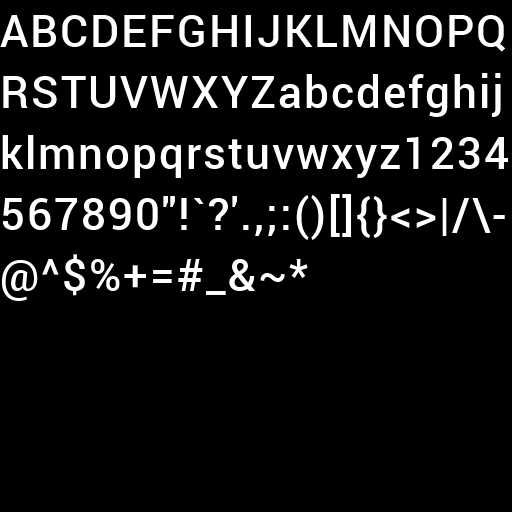 ABCDEFGHIJKLMNOPQ
RSTUVWXYZabcdefghij
klmnopqrstuvwxyz1234
567890"!`?'.,;:()[]{}<>|/\-
@^$%+=#_&~*